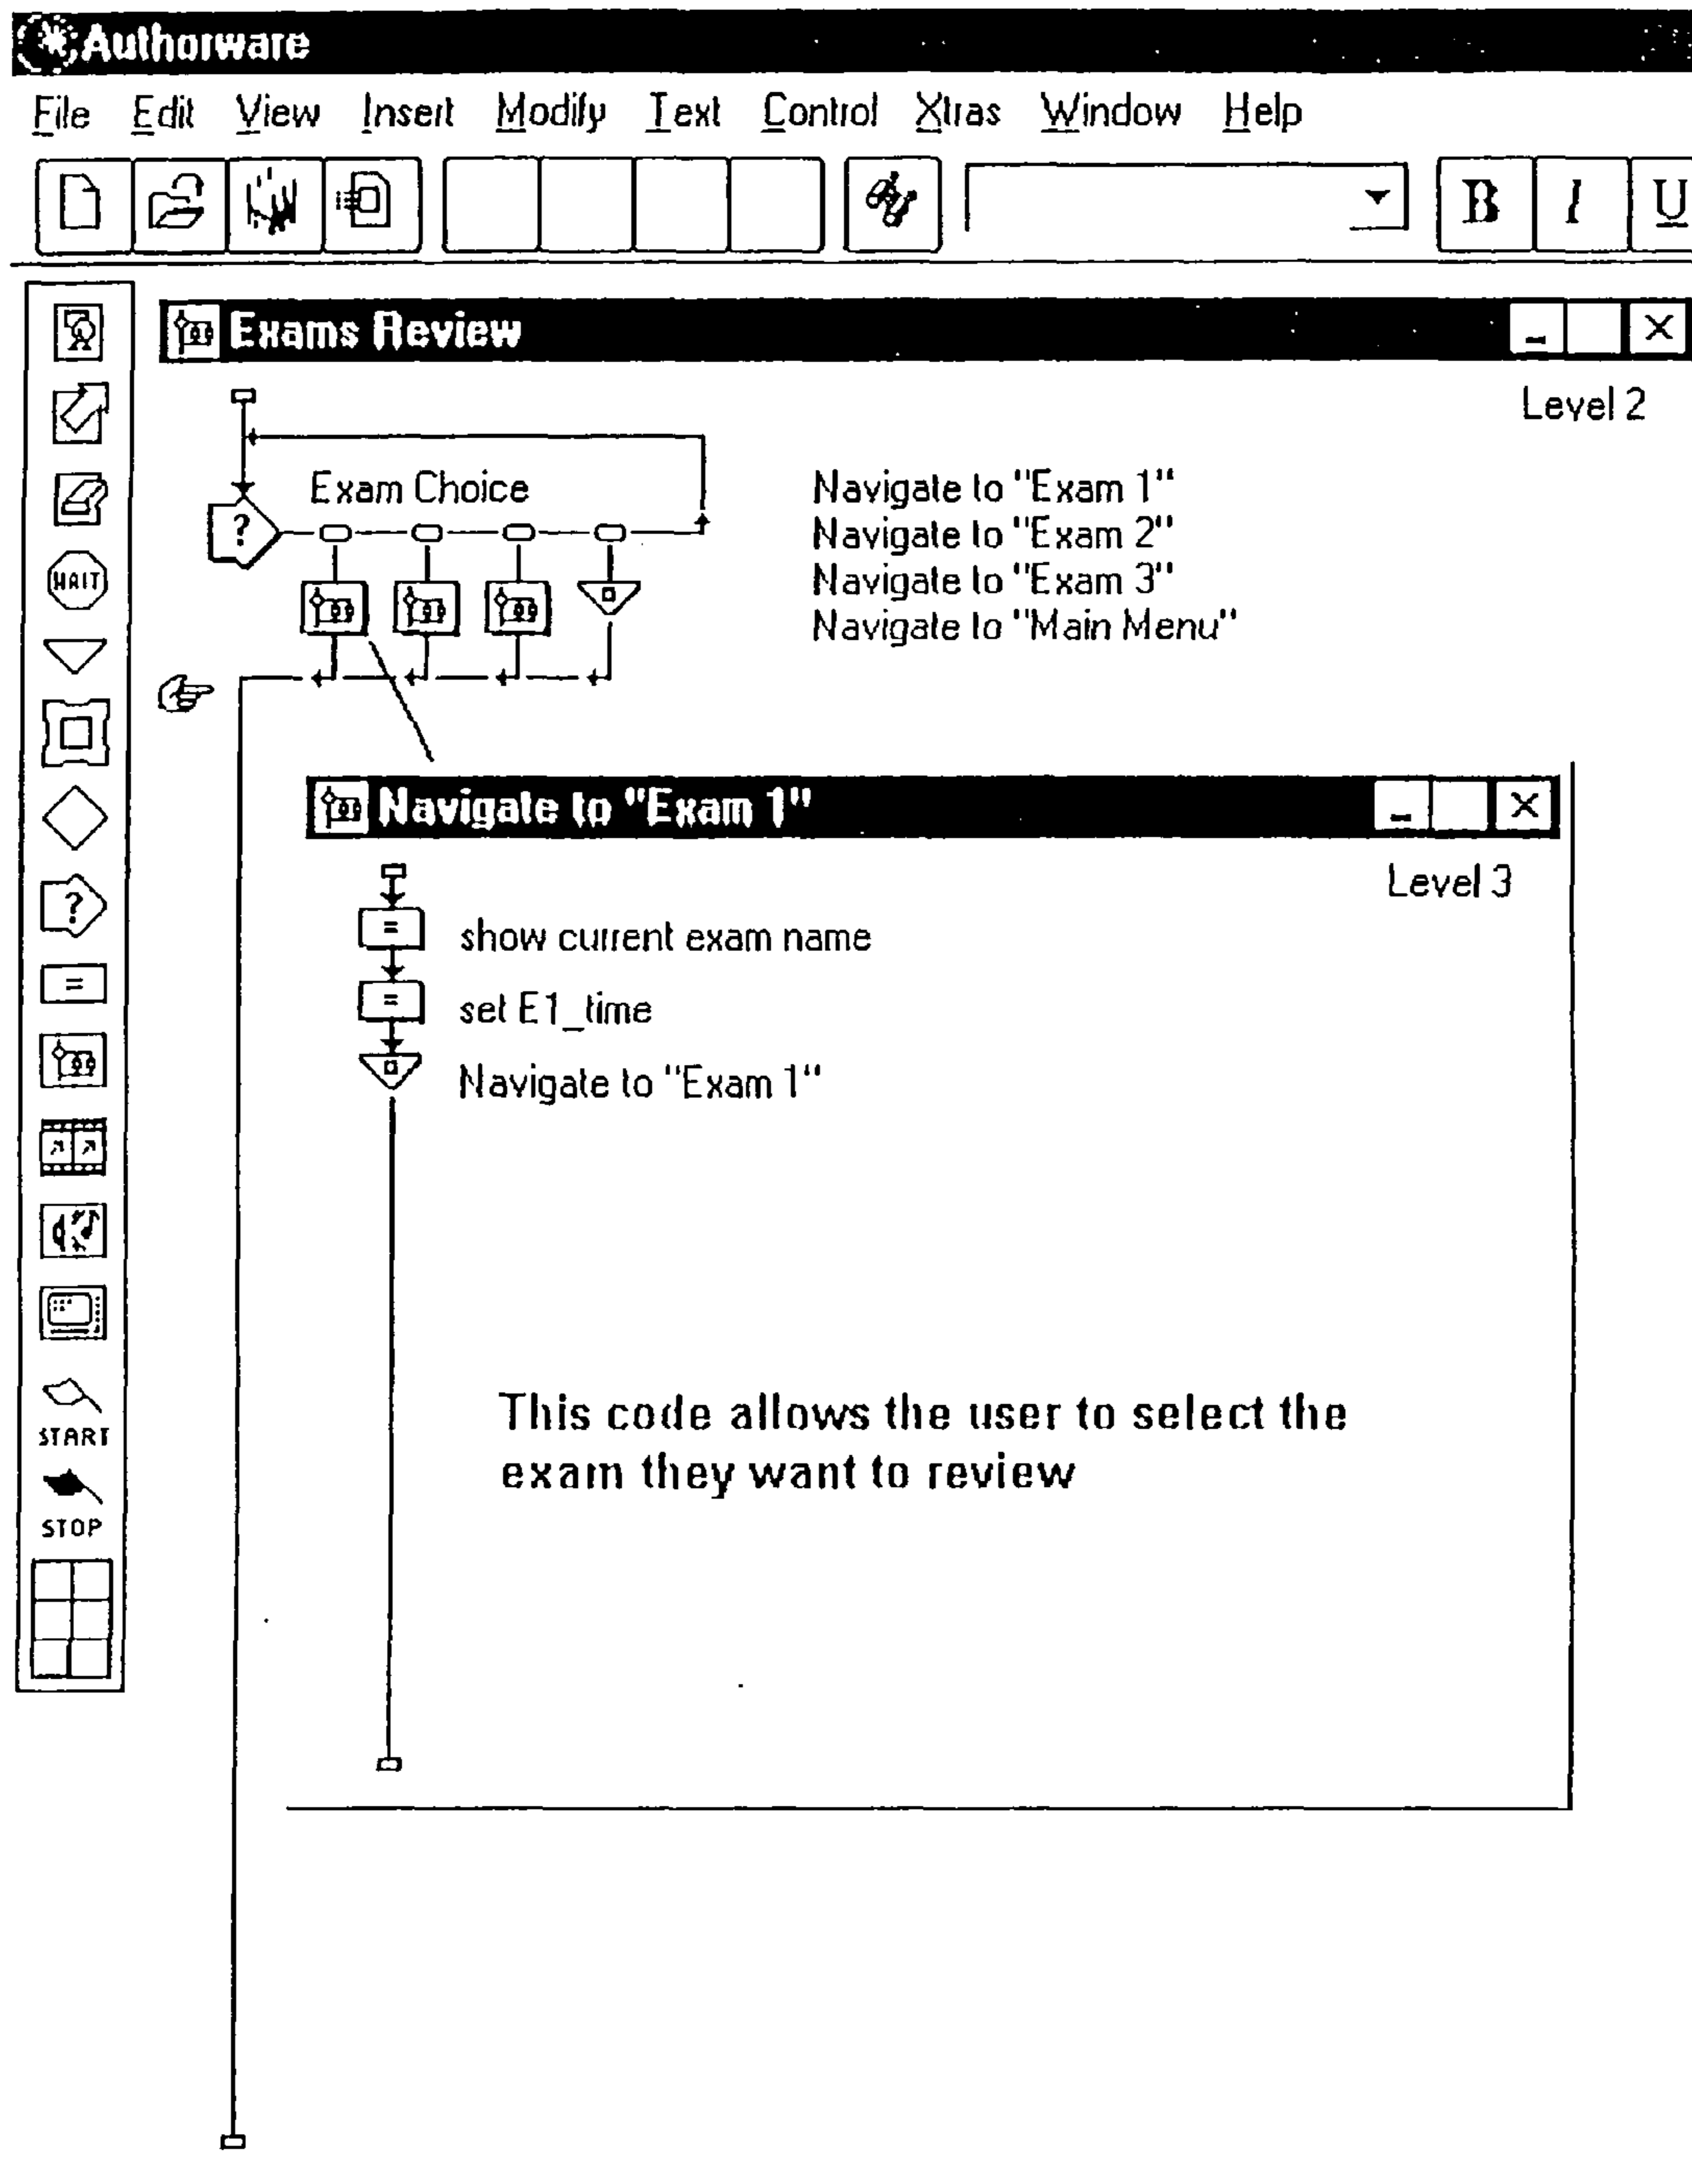 Authorware
File Edit View Insert Modify Text Control Xtras Window Help
B I U
Exams Review
Level 2
Exam Choice
?
Navigate to "Exam 1"
Navigate to "Exam 2"
Navigate to "Exam 3"
Navigate to "Main Menu"
WAIT
Navigate to "Exam 1"
Level 3
?
= show current exam name
= set E1_time
Navigate to "Exam 1"
=
This code allows the user to select the
exam they want to review
START
STOP